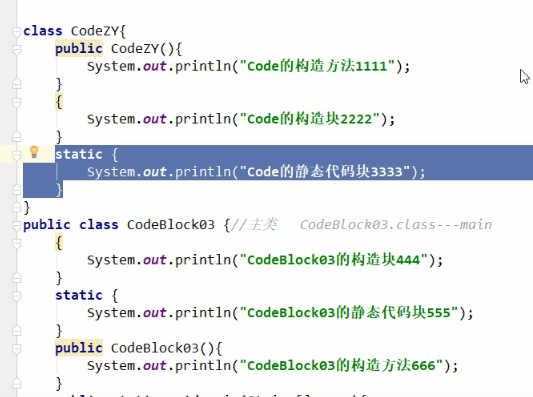 class CodeZY{
public CodeZY(){
System.out.println("Code的构造方法1111");
}
{
System.out.println("Code的构造块2222");
}
static {
System.out.println("Code的静态代码块3333");
}
}
public class CodeBlock03 {//主类 CodeBlock03.class---main
{
System.out.println("CodeBlock03的构造块444");
}
static {
System.out.println("CodeBlock03的静态代码块555");
}
public CodeBlock03(){
System.out.println("CodeBlock03的构造方法666");
}